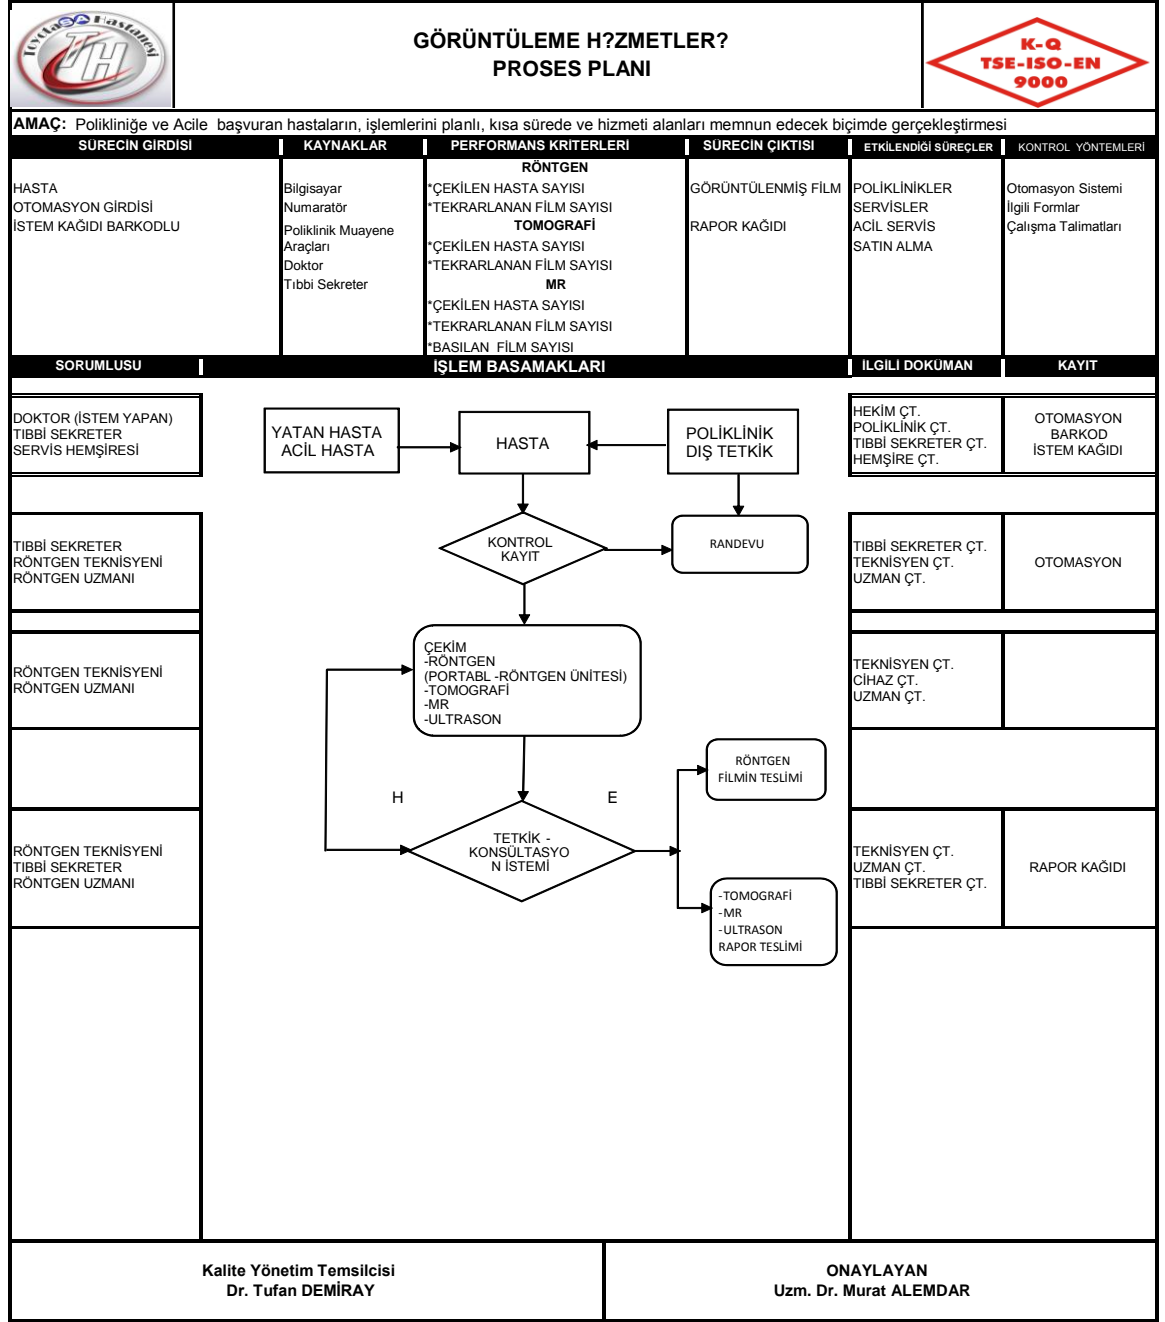 ToyotaSA Hastanesi
TH
GÖRÜNTÜLEME H?ZMETLER?
PROSES PLANI
K-Q
TSE-ISO-EN
9000
AMAÇ: Polikliniğe ve Acile başvuran hastaların, işlemlerini planlı, kısa sürede ve hizmeti alanları memnun edecek biçimde gerçekleştirmesi
SÜRECİN GİRDİSİ
KAYNAKLAR
PERFORMANS KRİTERLERİ
SÜRECİN ÇIKTISI
ETKİLENDİĞİ SÜREÇLER
KONTROL YÖNTEMLERİ
HASTA
OTOMASYON GİRDİSİ
İSTEM KAĞIDI BARKODLU
Bilgisayar
Numaratör
Poliklinik Muayene
Araçları
Doktor
Tıbbi Sekreter
RÖNTGEN
*ÇEKİLEN HASTA SAYISI
*TEKRARLANAN FİLM SAYISI
TOMOGRAFİ
*ÇEKİLEN HASTA SAYISI
*TEKRARLANAN FİLM SAYISI
MR
*ÇEKİLEN HASTA SAYISI
*TEKRARLANAN FİLM SAYISI
*BASILAN FİLM SAYISI
GÖRÜNTÜLENMİŞ FİLM
RAPOR KAĞIDI
POLİKLİNİKLER
SERVİSLER
ACİL SERVİS
SATIN ALMA
Otomasyon Sistemi
İlgili Formlar
Çalışma Talimatları
SORUMLUSU
İŞLEM BASAMAKLARI
İLGİLİ DOKÜMAN
KAYIT
DOKTOR (İSTEM YAPAN)
TIBBİ SEKRETER
SERVİS HEMŞİRESİ
YATAN HASTA
ACİL HASTA
HASTA
POLİKLİNİK
DIŞ TETKİK
HEKİM ÇT.
POLİKLİNİK ÇT.
TIBBİ SEKRETER ÇT.
HEMŞİRE ÇT.
OTOMASYON
BARKOD
İSTEM KAĞIDI
TIBBİ SEKRETER
RÖNTGEN TEKNİSYENİ
RÖNTGEN UZMANI
KONTROL
KAYIT
RANDEVU
TIBBİ SEKRETER ÇT.
TEKNİSYEN ÇT.
UZMAN ÇT.
OTOMASYON
RÖNTGEN TEKNİSYENİ
RÖNTGEN UZMANI
ÇEKİM
-RÖNTGEN
(PORTABL -RÖNTGEN ÜNİTESİ)
-TOMOGRAFİ
-MR
-ULTRASON
TEKNİSYEN ÇT.
CİHAZ ÇT.
UZMAN ÇT.
RÖNTGEN
FİLMİN TESLİMİ
H
E
RÖNTGEN TEKNİSYENİ
TIBBİ SEKRETER
RÖNTGEN UZMANI
TETKİK -
KONSÜLTASYO
N İSTEMİ
TEKNİSYEN ÇT.
UZMAN ÇT.
TIBBİ SEKRETER ÇT.
RAPOR KAĞIDI
-TOMOGRAFİ
-MR
-ULTRASON
RAPOR TESLİMİ
Kalite Yönetim Temsilcisi
Dr. Tufan DEMİRAY
ONAYLAYAN
Uzm. Dr. Murat ALEMDAR